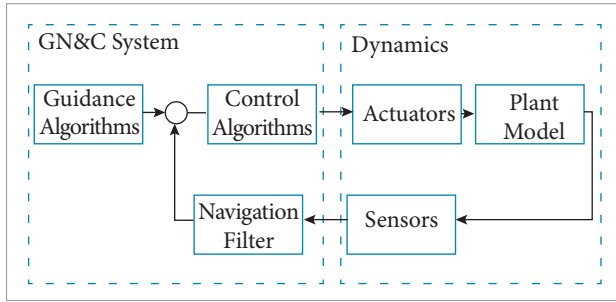 GN&C System
Dynamics
Guidance
Algorithms
Control
Algorithms
Actuators
Plant
Model
Navigation
Filter
Sensors